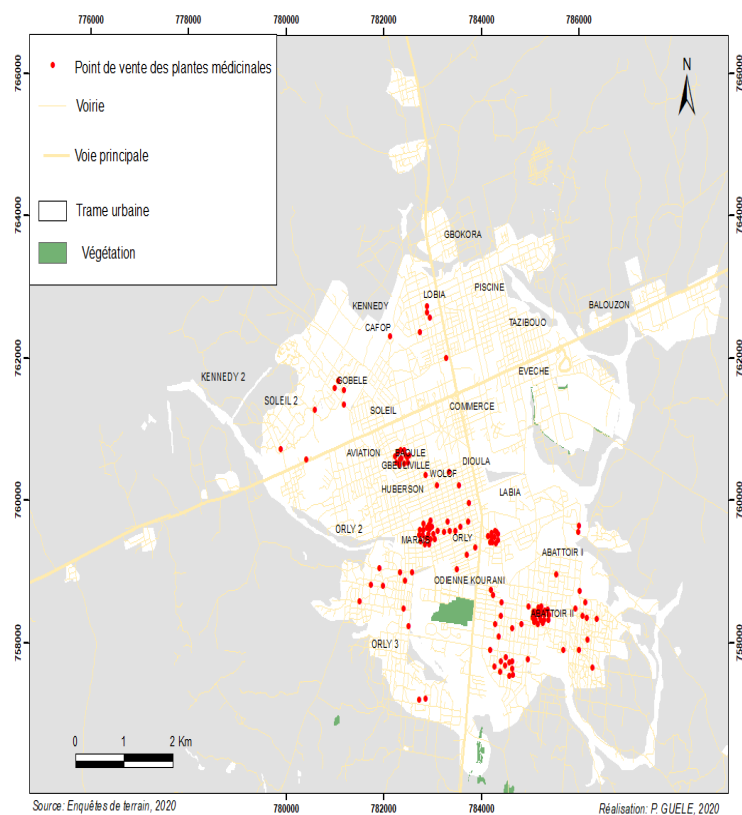 776000 778000 780000 782000 784000 786000
766000
764000
762000
760000
758000
Point de vente des plantes médicinales
Voirie
Voie principale
Trame urbaine
Végétation
N
GBOKORA
PISCINE
LOBIA
KENNEDY
BALOUZON
TAZIBOUO
CAFOP
EVECHE
KENNEDY 2
GOBELE
SOLEIL 2
COMMERCE
SOLEIL
AVIATION
BAOULE
DIOULA
GBEULIVILLE
WOLOF
HUBERSON
LABIA
ORLY 2
MARAIS
ORLY
ABATTOIR I
ODIENNE KOURANI
ABATTOIR II
ORLY 3
0 1 2 Km
766000
764000
762000
760000
758000
780000 782000 784000
Source: Enquêtes de terrain, 2020
Réalisation: P. GUELE, 2020